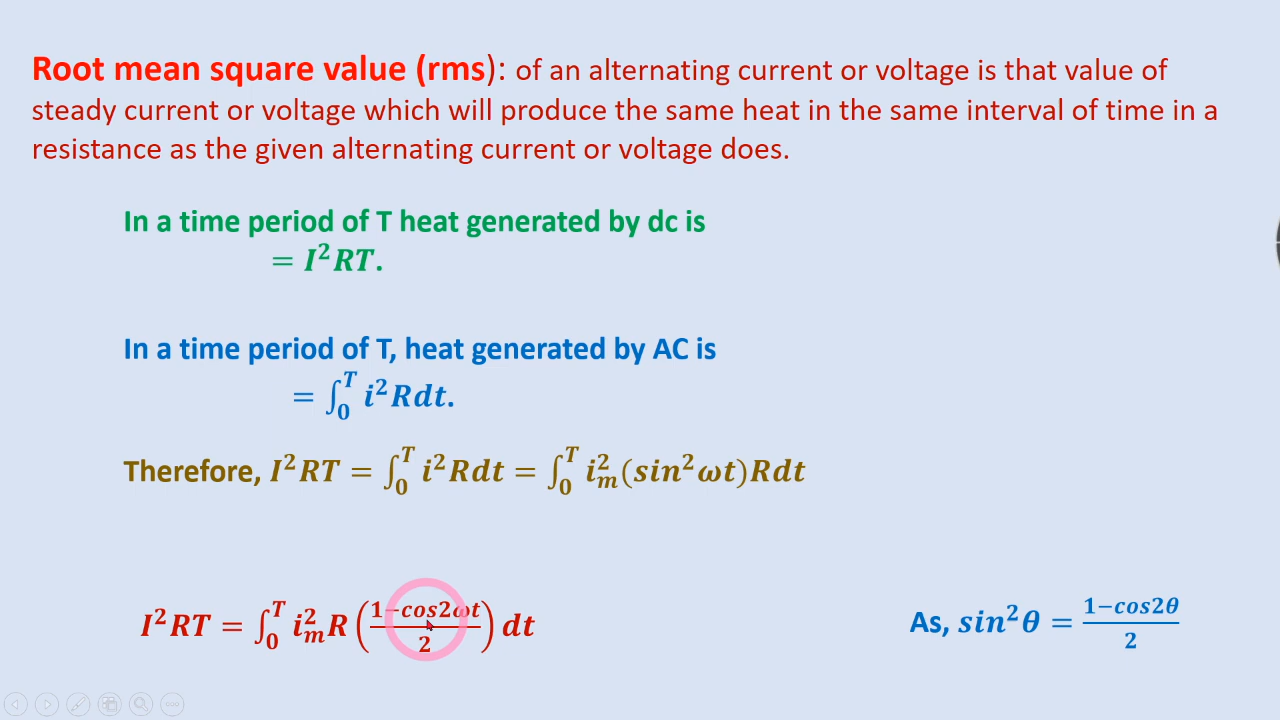 Root mean square value (rms): of an alternating current or voltage is that value of
steady current or voltage which will produce the same heat in the same interval of time in a
resistance as the given alternating current or voltage does.
In a time period of T heat generated by dc is
= I²RT.
In a time period of T, heat generated by AC is
= ∫₀ᵀ i²Rdt.
Therefore, I²RT = ∫₀ᵀ i²Rdt = ∫₀ᵀ iₘ²(sin²ωt)Rdt
I²RT = ∫₀ᵀ iₘ²R((1−cos2ωt)/2)dt
As, sin²θ = (1−cos2θ)/2